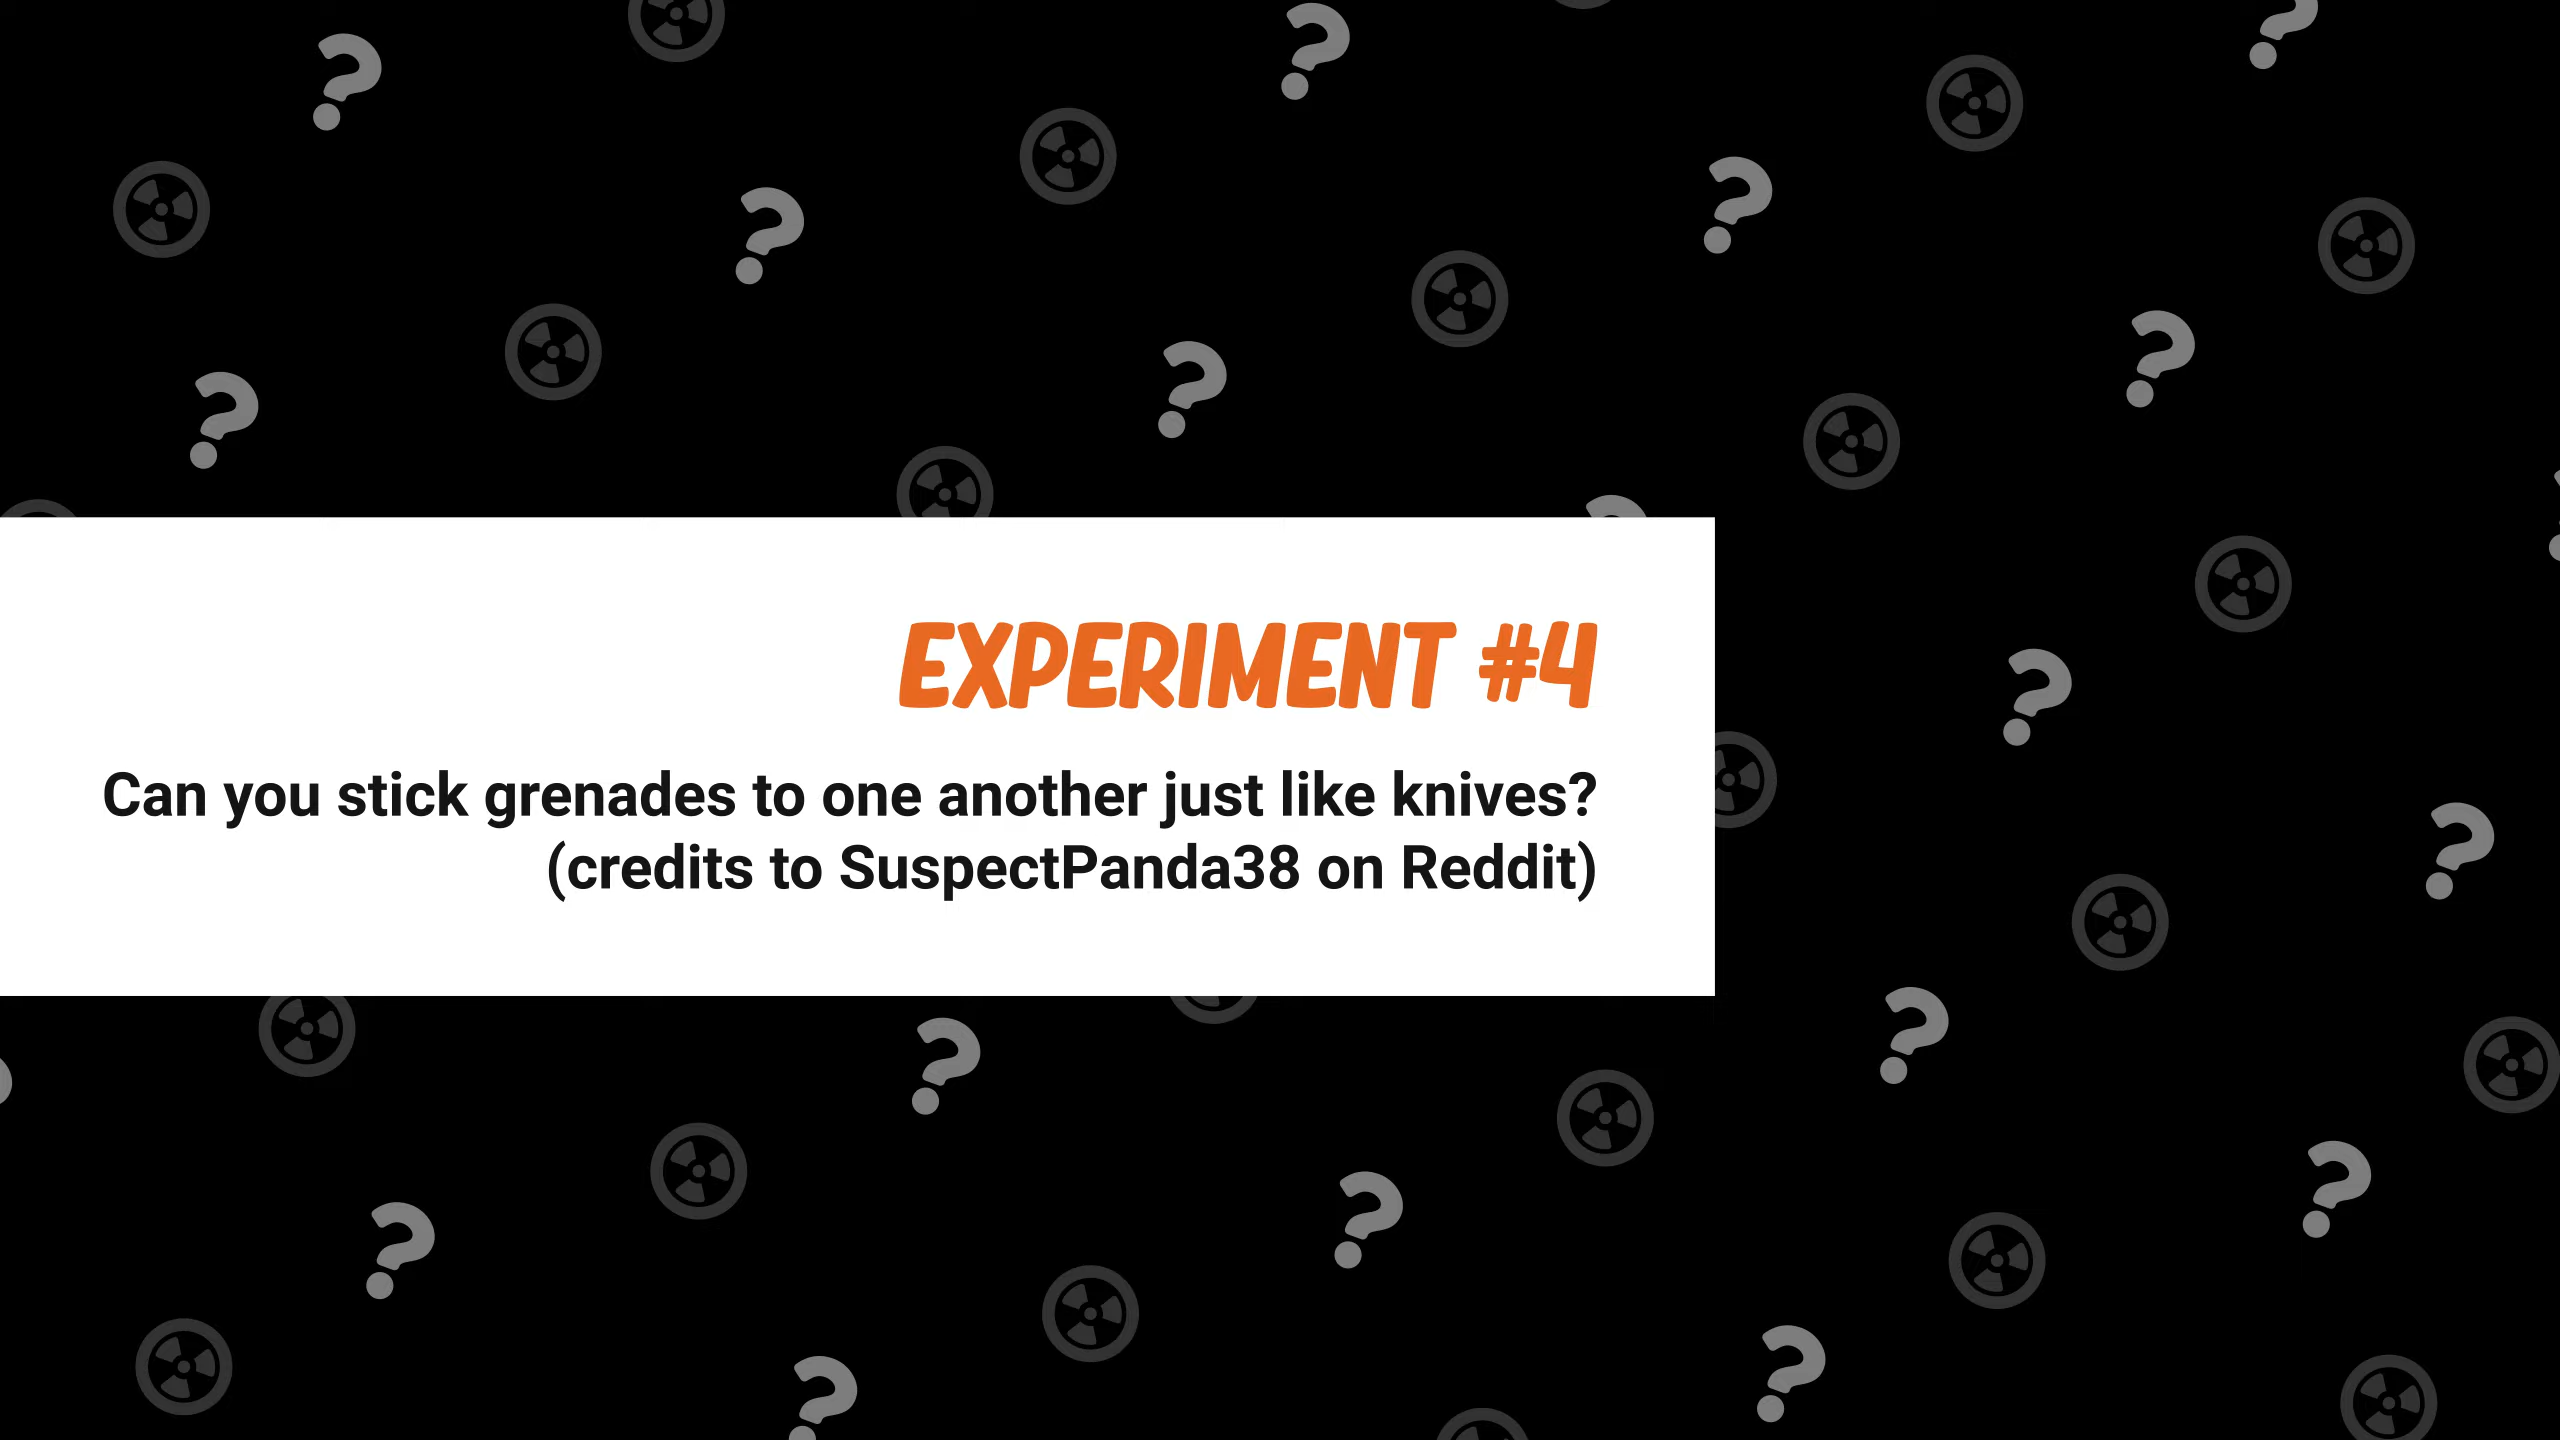 EXPERIMENT #4
Can you stick grenades to one another just like knives?
(credits to SuspectPanda38 on Reddit)